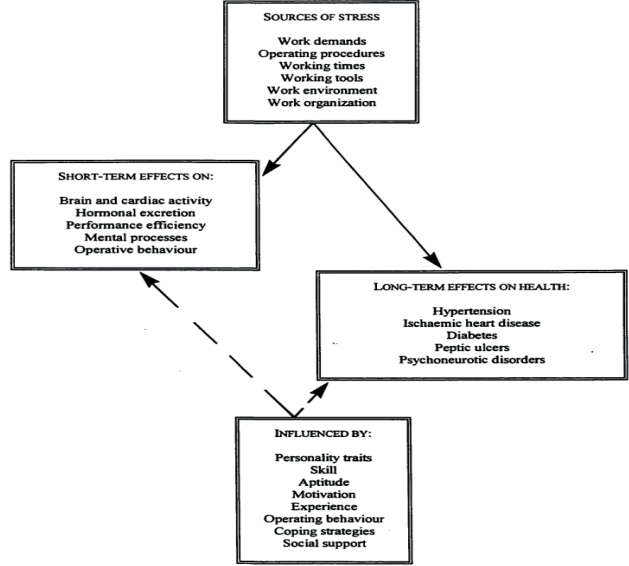 SOURCES OF STRESS
Work demands
Operating procedures
Working times
Working tools
Work environment
Work organization
SHORT-TERM EFFECTS ON:
Brain and cardiac activity
Hormonal excretion
Performance efficiency
Mental processes
Operative behaviour
LONG-TERM EFFECTS ON HEALTH:
Hypertension
Ischaemic heart disease
Diabetes
Peptic ulcers
Psychoneurotic disorders
INFLUENCED BY:
Personality traits
Skill
Aptitude
Motivation
Experience
Operating behaviour
Coping strategies
Social support